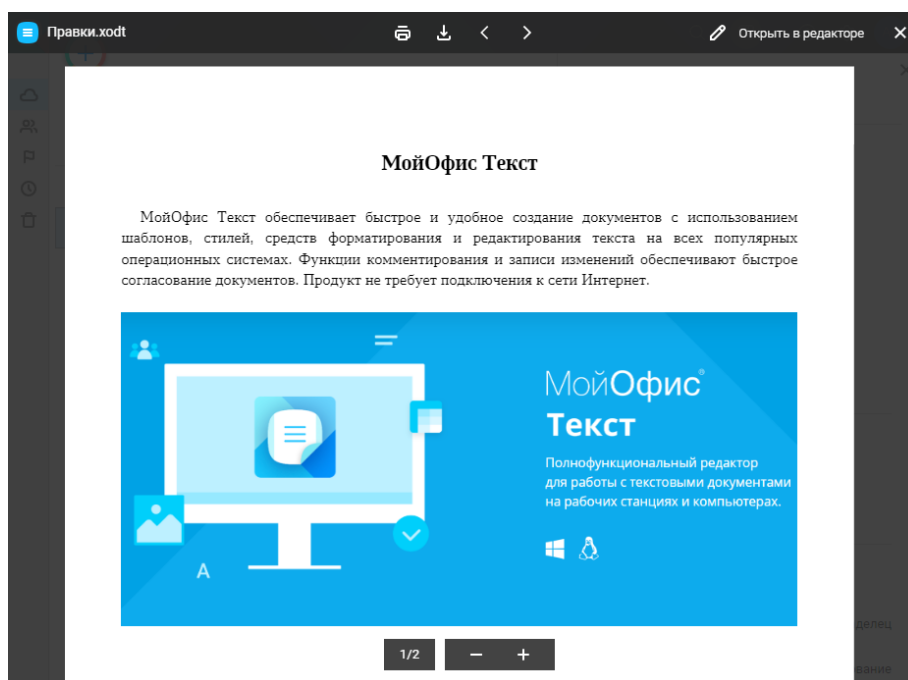 Правки.xodt
Открыть в редакторе
МойОфис Текст
МойОфис Текст обеспечивает быстрое и удобное создание документов с использованием
шаблонов, стилей, средств форматирования и редактирования текста на всех популярных
операционных системах. Функции комментирования и записи изменений обеспечивают быстрое
согласование документов. Продукт не требует подключения к сети Интернет.
МойОфис®
Текст
Полнофункциональный редактор
для работы с текстовыми документами
на рабочих станциях и компьютерах.
A
делец
1/2
вание